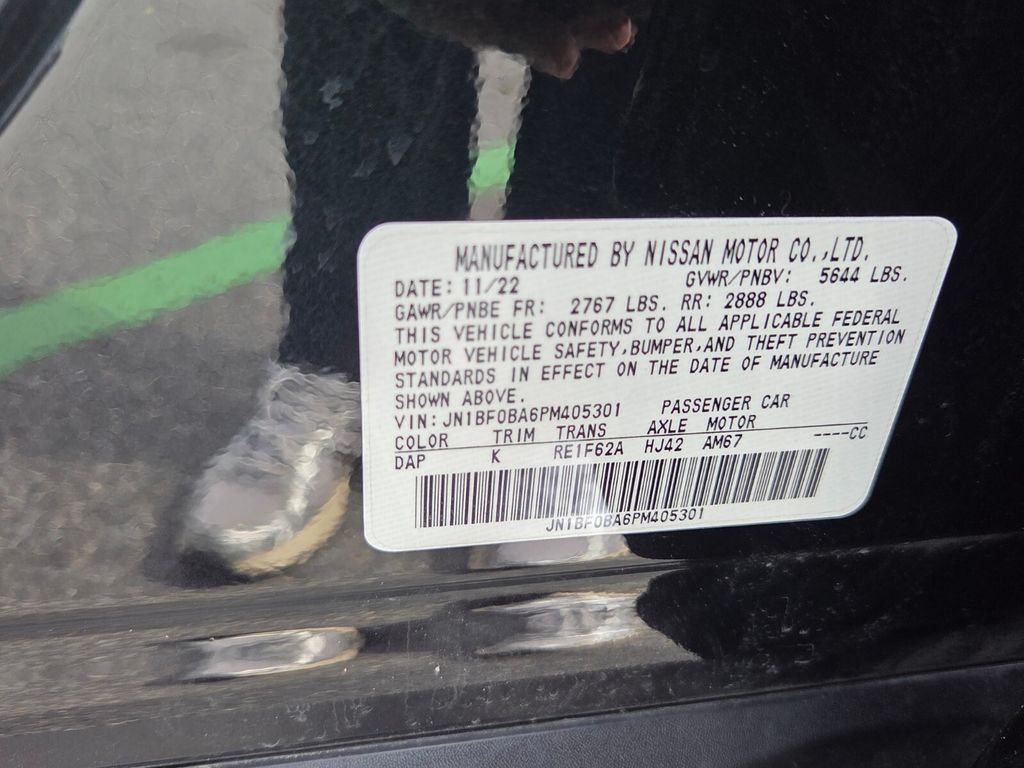 MANUFACTURED BY NISSAN MOTOR CO.,LTD.
DATE: 11/22 GVWR/PNBV: 5644 LBS.
GAWR/PNBE FR: 2767 LBS. RR: 2888 LBS.
THIS VEHICLE CONFORMS TO ALL APPLICABLE FEDERAL
MOTOR VEHICLE SAFETY,BUMPER,AND THEFT PREVENTION
STANDARDS IN EFFECT ON THE DATE OF MANUFACTURE
SHOWN ABOVE.
VIN: JN1BF0BA6PM405301 PASSENGER CAR
COLOR TRIM TRANS AXLE MOTOR
DAP K RE1F62A HJ42 AM67 ----CC
JN1BF0BA6PM405301